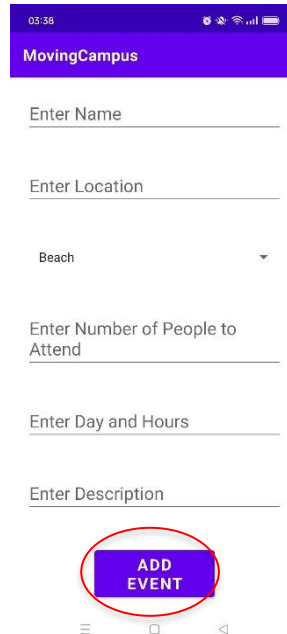 03:38
MovingCampus
Enter Name
Enter Location
Beach
Enter Number of People to
Attend
Enter Day and Hours
Enter Description
ADD
EVENT